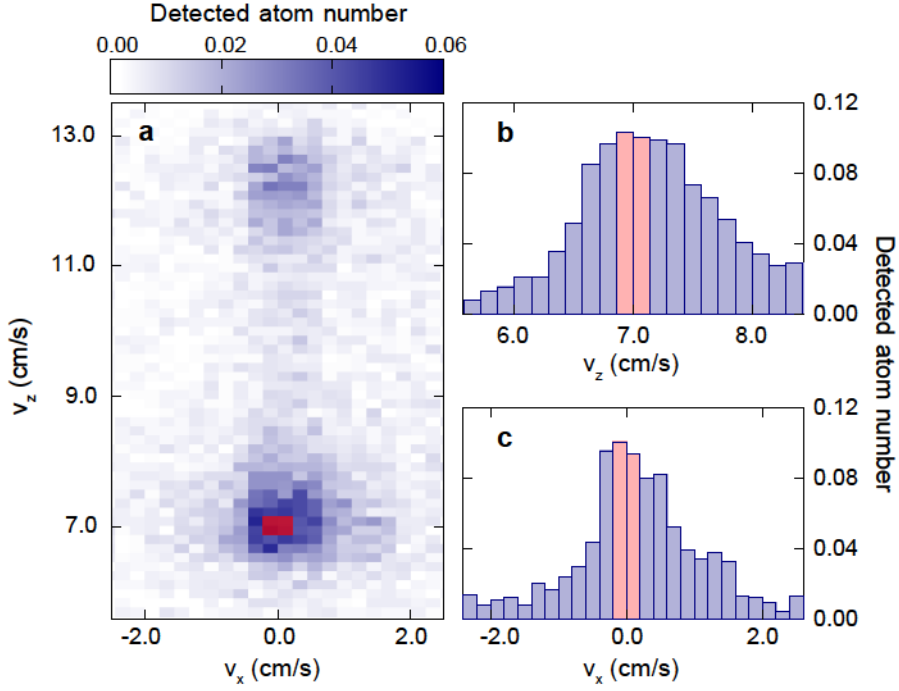 Detected atom number
0.00 0.02 0.04 0.06
a
13.0
11.0
9.0
7.0
v_z (cm/s)
-2.0 0.0 2.0
v_x (cm/s)
b
0.12
0.08
0.04
0.00
6.0 7.0 8.0
v_z (cm/s)
Detected atom number
c
0.12
0.08
0.04
0.00
-2.0 0.0 2.0
v_x (cm/s)